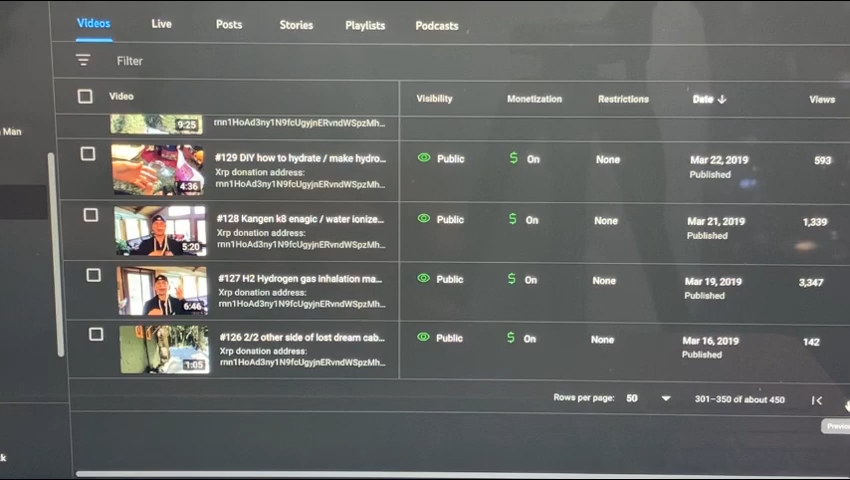 Videos Live Posts Stories Playlists Podcasts
Filter
Video Visibility Monetization Restrictions Date Views
Man
9:25
rnn1HoAd3ny1N9fcUgyjnERvndWSpzMh...
#129 DIY how to hydrate / make hydro... Public $ On None Mar 22, 2019 593
Xrp donation address: Published
rnn1HoAd3ny1N9fcUgyjnERvndWSpzMh...
4:36
#128 Kangen k8 enagic / water ionize... Public $ On None Mar 21, 2019 1,339
Xrp donation address: Published
rnn1HoAd3ny1N9fcUgyjnERvndWSpzMh...
5:20
#127 H2 Hydrogen gas inhalation ma... Public $ On None Mar 19, 2019 3,347
Xrp donation address: Published
rnn1HoAd3ny1N9fcUgyjnERvndWSpzMh...
6:46
#126 2/2 other side of lost dream cab... Public $ On None Mar 16, 2019 142
Xrp donation address: Published
rnn1HoAd3ny1N9fcUgyjnERvndWSpzMh...
1:05
Rows per page: 50 301–350 of about 450
Previo
k